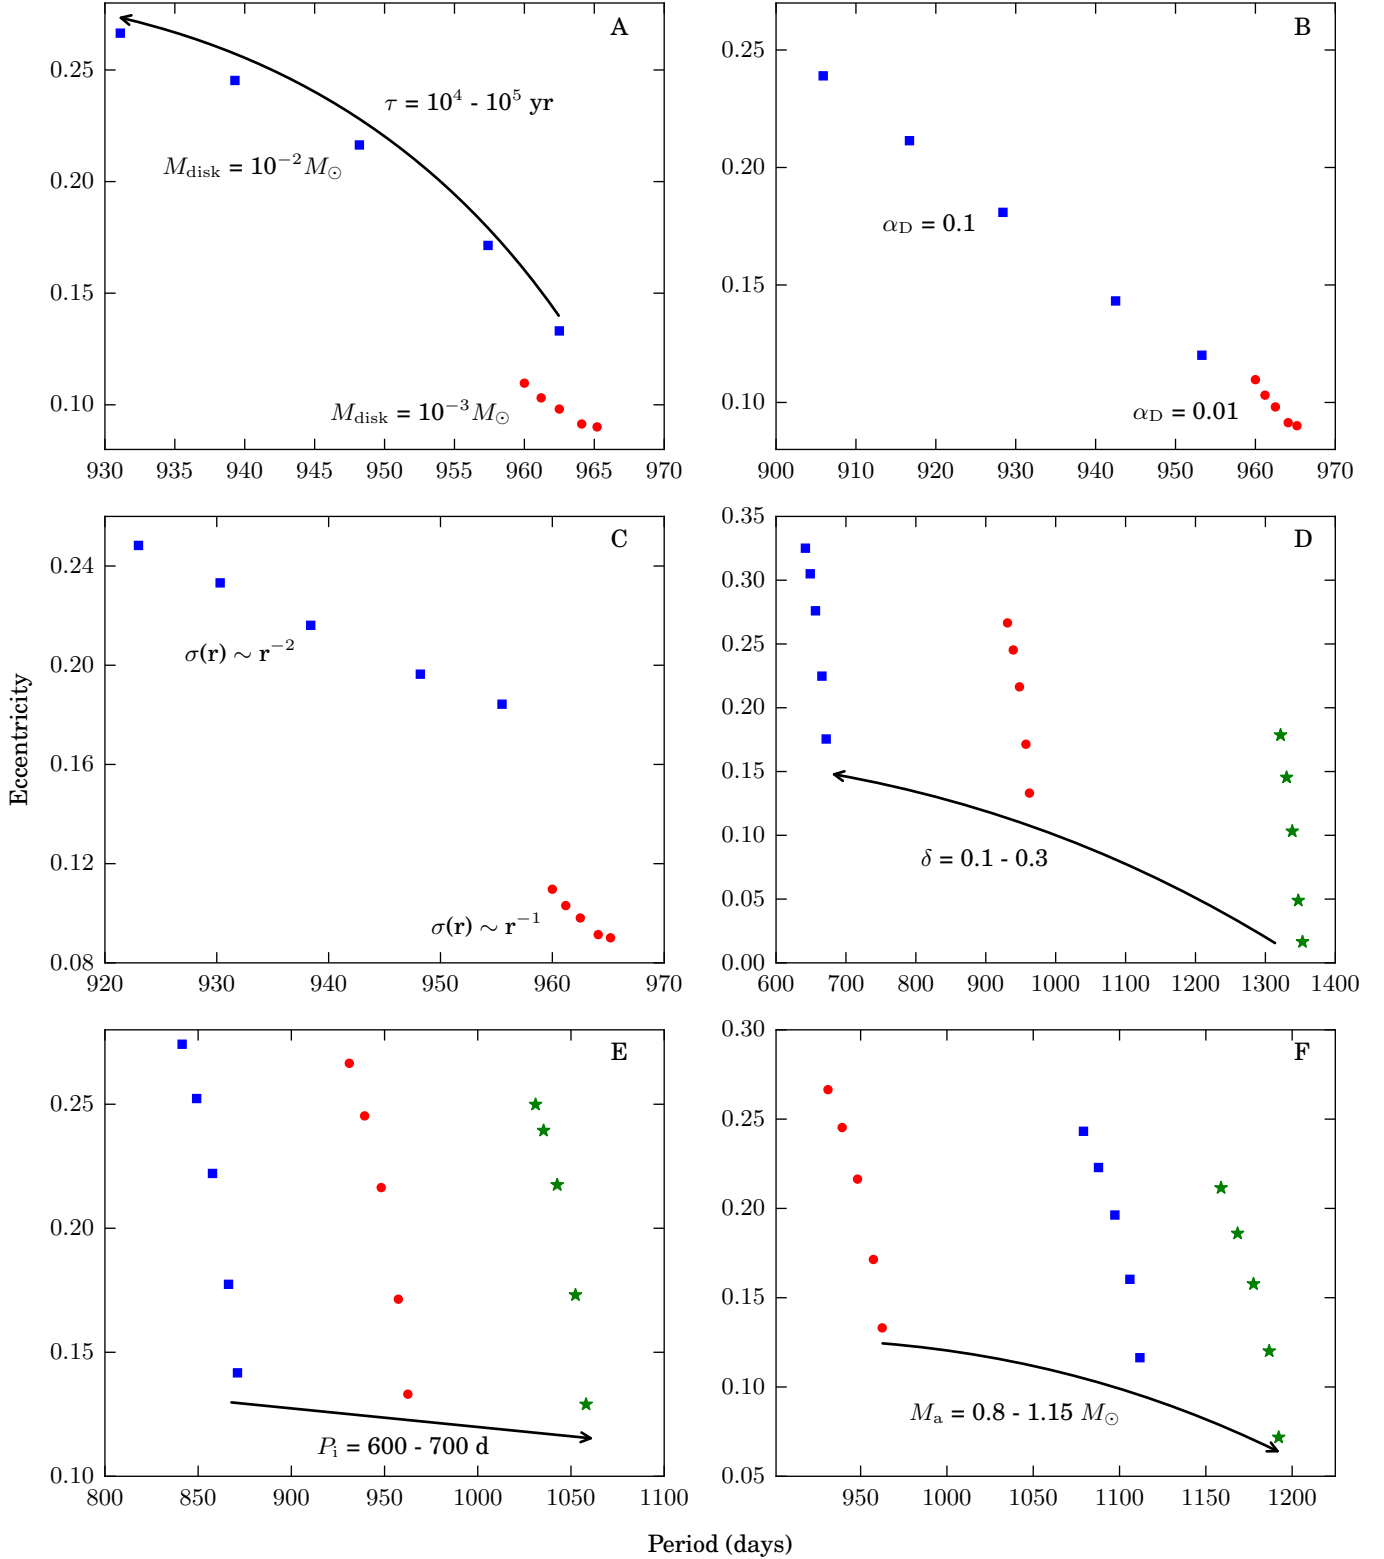 A
0.25
0.20
0.15
0.10
τ = 10⁴ - 10⁵ yr
M_disk = 10⁻² M_⊙
M_disk = 10⁻³ M_⊙
930 935 940 945 950 955 960 965 970
B
0.25
0.20
0.15
0.10
α_D = 0.1
α_D = 0.01
900 910 920 930 940 950 960 970
C
0.24
0.20
0.16
0.12
0.08
σ(r) ∼ r⁻²
σ(r) ∼ r⁻¹
920 930 940 950 960 970
D
0.35
0.30
0.25
0.20
0.15
0.10
0.05
0.00
δ = 0.1 - 0.3
600 700 800 900 1000 1100 1200 1300 1400
Eccentricity
E
0.25
0.20
0.15
0.10
P_i = 600 - 700 d
800 850 900 950 1000 1050 1100
F
0.30
0.25
0.20
0.15
0.10
0.05
M_a = 0.8 - 1.15 M_⊙
950 1000 1050 1100 1150 1200
Period (days)